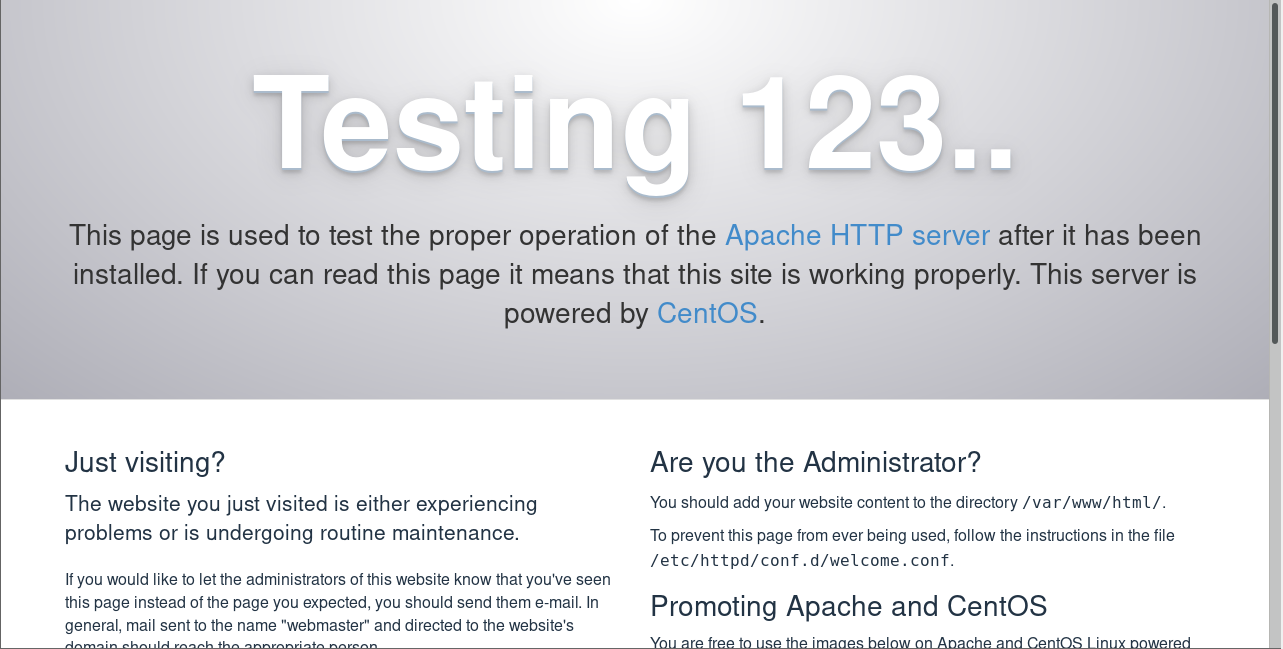 Testing 123..
This page is used to test the proper operation of the Apache HTTP server after it has been
installed. If you can read this page it means that this site is working properly. This server is
powered by CentOS.
Just visiting?
The website you just visited is either experiencing
problems or is undergoing routine maintenance.
If you would like to let the administrators of this website know that you've seen
this page instead of the page you expected, you should send them e-mail. In
general, mail sent to the name "webmaster" and directed to the website's
domain should reach the appropriate person.
Are you the Administrator?
You should add your website content to the directory /var/www/html/.
To prevent this page from ever being used, follow the instructions in the file
/etc/httpd/conf.d/welcome.conf.
Promoting Apache and CentOS
You are free to use the images below on Apache and CentOS Linux powered